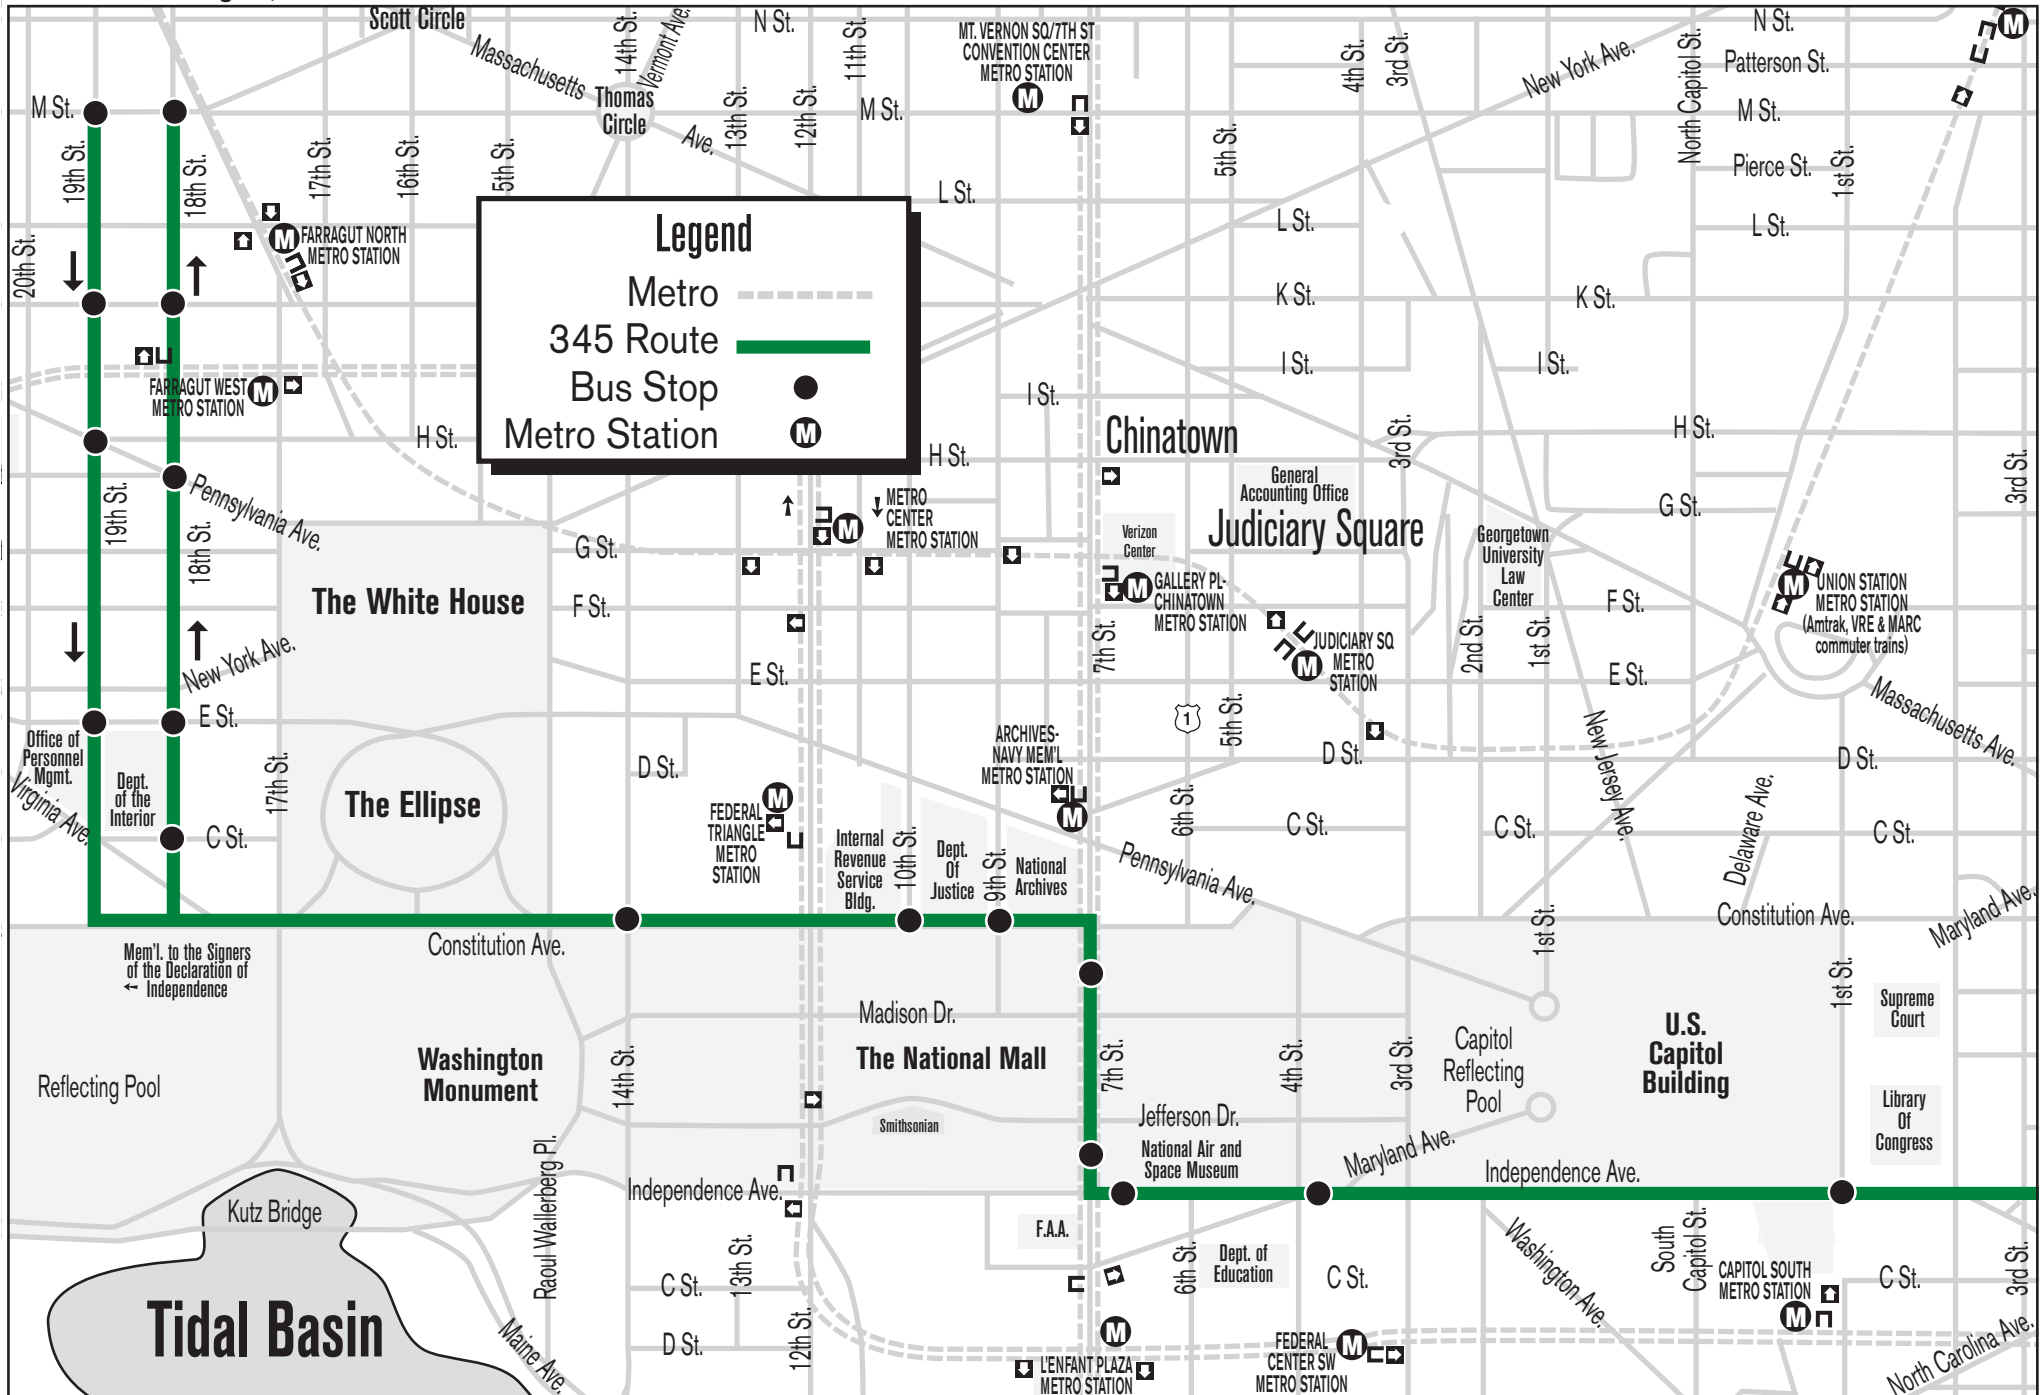 Scott Circle
Massachusetts
14th St.
Vermont Ave.
N St.
11th St.
MT. VERNON SQ/7TH ST
CONVENTION CENTER
METRO STATION
M
4th St.
3rd St.
New York Ave.
North Capitol St.
N St.
Patterson St.
M
M St.
Thomas
Circle
Ave.
13th St.
12th St.
M St.
M St.
19th St.
18th St.
17th St.
16th St.
5th St.
5th St.
Pierce St.
1st St.
L St.
L St.
L St.
20th St.
M
FARRAGUT NORTH
METRO STATION
Legend
Metro
345 Route
Bus Stop
Metro Station
M
K St.
K St.
I St.
I St.
I St.
FARRAGUT WEST
METRO STATION
M
H St.
H St.
Chinatown
3rd St.
H St.
3rd St.
General
Accounting Office
Judiciary Square
G St.
19th St.
Pennsylvania Ave.
18th St.
METRO
CENTER
METRO STATION
M
G St.
Verizon
Center
Georgetown
University
Law
Center
M
GALLERY PL-
CHINATOWN
METRO STATION
M
UNION STATION
METRO STATION
(Amtrak, VRE & MARC
commuter trains)
The White House
F St.
F St.
7th St.
M
JUDICIARY SQ
METRO
STATION
2nd St.
1st St.
New York Ave.
E St.
E St.
Massachusetts Ave.
E St.
1
5th St.
New Jersey Ave.
Office of
Personnel
Mgmt.
Virginia Ave.
Dept.
of the
Interior
17th St.
The Ellipse
D St.
ARCHIVES-
NAVY MEM'L
METRO STATION
M
D St.
D St.
Delaware Ave.
C St.
M
FEDERAL
TRIANGLE
METRO
STATION
Internal
Revenue
Service
Bldg.
10th St.
Dept.
Of
Justice
9th St.
National
Archives
6th St.
C St.
C St.
C St.
Pennsylvania Ave.
Constitution Ave.
1st St.
Constitution Ave.
Maryland Ave.
Mem'l. to the Signers
of the Declaration of
Independence
1st St.
Supreme
Court
Madison Dr.
The National Mall
Washington
Monument
Reflecting Pool
14th St.
7th St.
4th St.
3rd St.
Capitol
Reflecting
Pool
U.S.
Capitol
Building
Library
Of
Congress
Smithsonian
Jefferson Dr.
National Air and
Space Museum
Maryland Ave.
Independence Ave.
Independence Ave.
Raoul Wallerberg Pl.
Kutz Bridge
F.A.A.
Dept. of
Education
6th St.
C St.
Washington Ave.
South
Capitol St.
CAPITOL SOUTH
METRO STATION
M
C St.
3rd St.
Tidal Basin
C St.
13th St.
D St.
12th St.
Maine Ave.
M
L'ENFANT PLAZA
METRO STATION
FEDERAL
CENTER SW
METRO STATION
M
North Carolina Ave.